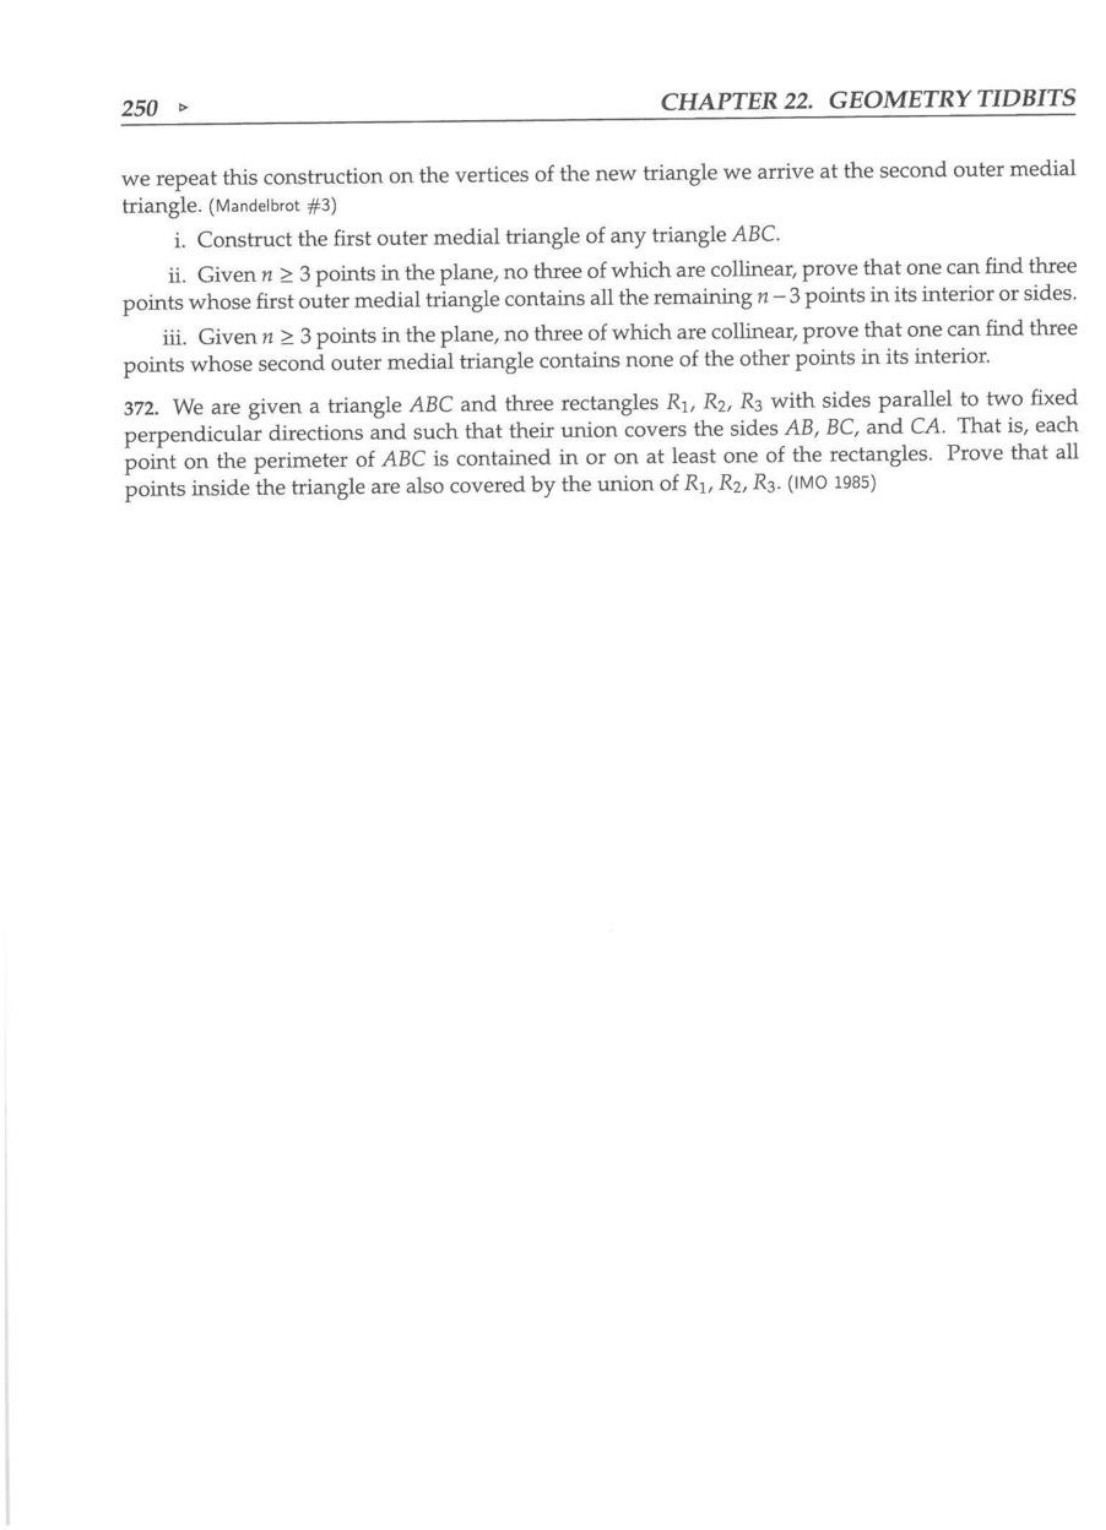 250 ▷ CHAPTER 22. GEOMETRY TIDBITS
we repeat this construction on the vertices of the new triangle we arrive at the second outer medial
triangle. (Mandelbrot #3)
i. Construct the first outer medial triangle of any triangle ABC.
ii. Given n ≥ 3 points in the plane, no three of which are collinear, prove that one can find three
points whose first outer medial triangle contains all the remaining n − 3 points in its interior or sides.
iii. Given n ≥ 3 points in the plane, no three of which are collinear, prove that one can find three
points whose second outer medial triangle contains none of the other points in its interior.
372. We are given a triangle ABC and three rectangles R₁, R₂, R₃ with sides parallel to two fixed
perpendicular directions and such that their union covers the sides AB, BC, and CA. That is, each
point on the perimeter of ABC is contained in or on at least one of the rectangles. Prove that all
points inside the triangle are also covered by the union of R₁, R₂, R₃. (IMO 1985)